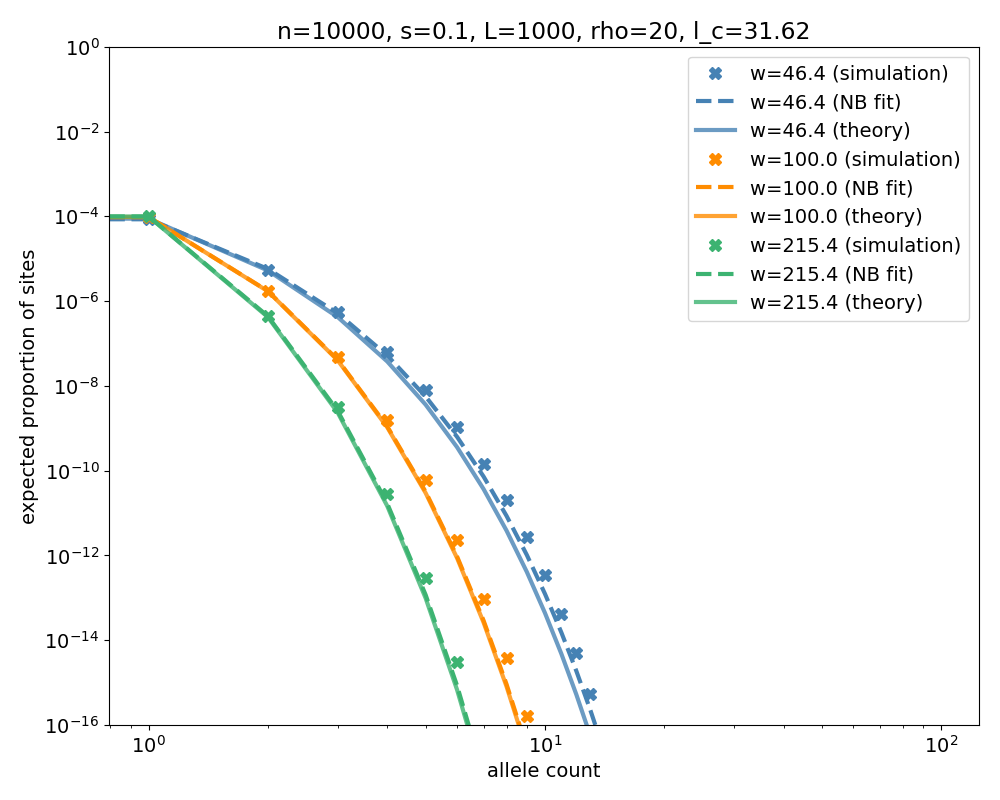 n=10000, s=0.1, L=1000, rho=20, l_c=31.62
expected proportion of sites
10^0
10^-2
10^-4
10^-6
10^-8
10^-10
10^-12
10^-14
10^-16
w=46.4 (simulation)
w=46.4 (NB fit)
w=46.4 (theory)
w=100.0 (simulation)
w=100.0 (NB fit)
w=100.0 (theory)
w=215.4 (simulation)
w=215.4 (NB fit)
w=215.4 (theory)
10^0
10^1
10^2
allele count